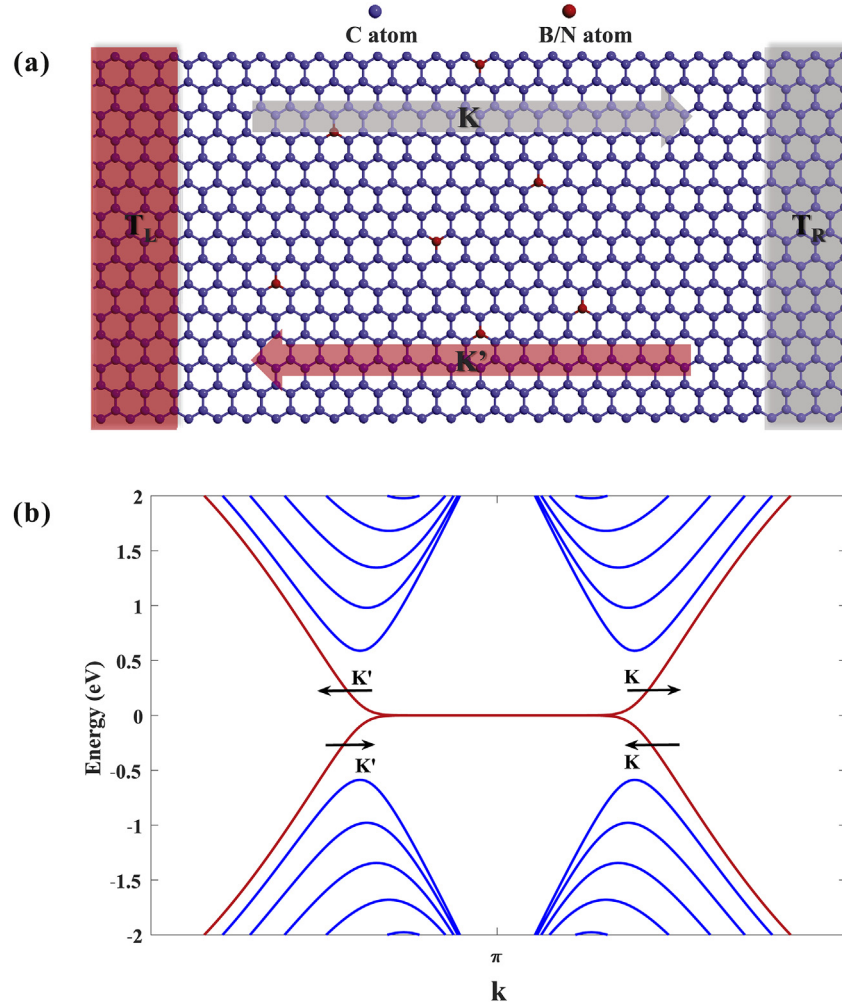 C atom B/N atom
(a)
K
T_L T_R
K'
(b)
2
1.5
1
0.5
0
-0.5
-1
-1.5
-2
Energy (eV)
K' K
K' K
π
k